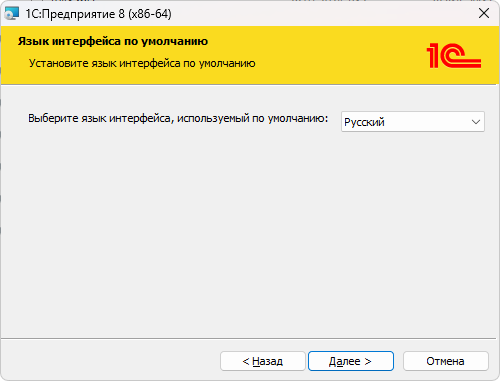 1С:Предприятие 8 (x86-64)
Язык интерфейса по умолчанию
Установите язык интерфейса по умолчанию
1С
Выберите язык интерфейса, используемый по умолчанию:
Русский
< Назад
Далее >
Отмена